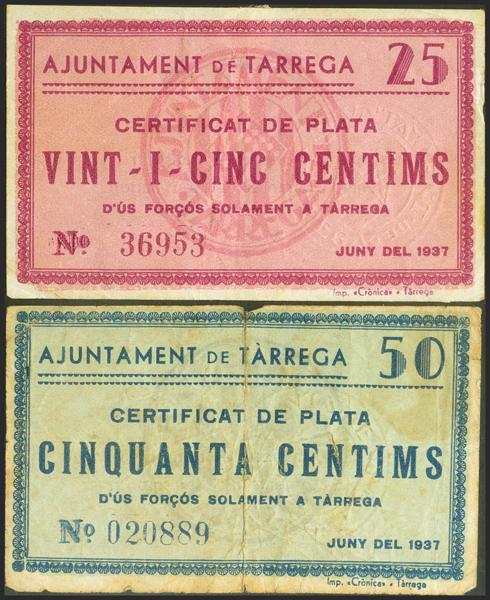 AJUNTAMENT DE TARREGA 25
CERTIFICAT DE PLATA
VINT-I-CINC CENTIMS
D'ÚS FORÇÓS SOLAMENT A TÀRREGA
Nº 36953
JUNY DEL 1937
Imp. «Crònica» - Tàrrega
AJUNTAMENT DE TÀRREGA 50
CERTIFICAT DE PLATA
CINQUANTA CENTIMS
D'ÚS FORÇÓS SOLAMENT A TÀRREGA
Nº 020889
JUNY DEL 1937
Imp. «Crònica» - Tàrrega